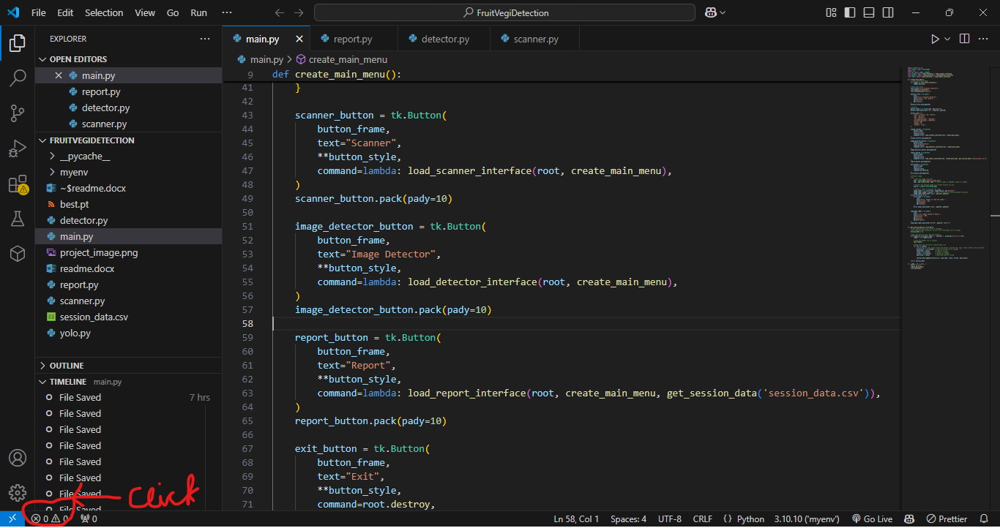 File Edit Selection View Go Run ···
FruitVegiDetection
EXPLORER
OPEN EDITORS
main.py
report.py
detector.py
scanner.py
FRUITVEGIDETECTION
__pycache__
myenv
~$readme.docx
best.pt
detector.py
main.py
project_image.png
readme.docx
report.py
scanner.py
session_data.csv
yolo.py
OUTLINE
TIMELINE main.py
File Saved 7 hrs
File Saved
File Saved
File Saved
File Saved
File Saved
File Saved
File Saved
main.py report.py detector.py scanner.py
main.py > create_main_menu
9 def create_main_menu():
41 }
42
43 scanner_button = tk.Button(
44 button_frame,
45 text="Scanner",
46 **button_style,
47 command=lambda: load_scanner_interface(root, create_main_menu),
48 )
49 scanner_button.pack(pady=10)
50
51 image_detector_button = tk.Button(
52 button_frame,
53 text="Image Detector",
54 **button_style,
55 command=lambda: load_detector_interface(root, create_main_menu),
56 )
57 image_detector_button.pack(pady=10)
58
59 report_button = tk.Button(
60 button_frame,
61 text="Report",
62 **button_style,
63 command=lambda: load_report_interface(root, create_main_menu, get_session_data('session_data.csv')),
64 )
65 report_button.pack(pady=10)
66
67 exit_button = tk.Button(
68 button_frame,
69 text="Exit",
70 **button_style,
71 command=root.destroy,
click
0 0 0 Ln 58, Col 1 Spaces: 4 UTF-8 CRLF {} Python 3.10.10 ('myenv') Go Live Prettier